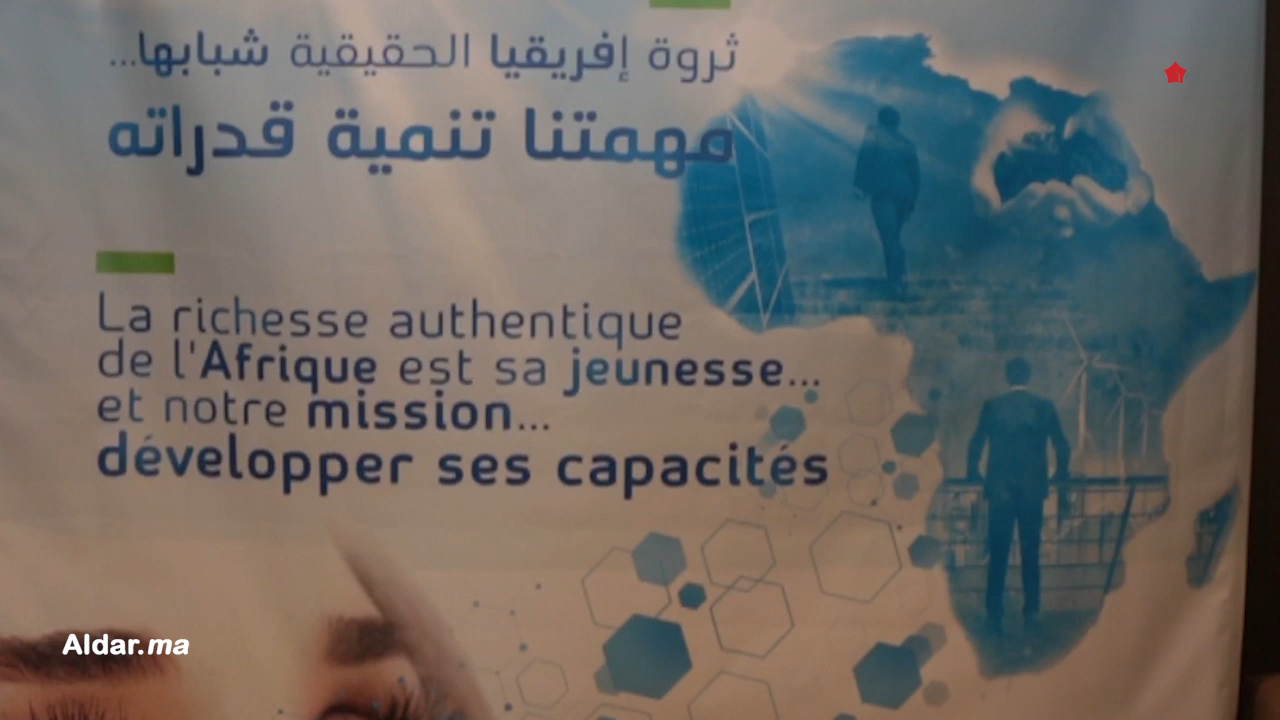 ثروة إفريقيا الحقيقية شبابها...
مهمتنا تنمية قدراته
La richesse authentique
de l'Afrique est sa jeunesse...
et notre mission...
développer ses capacités
Aldar.ma